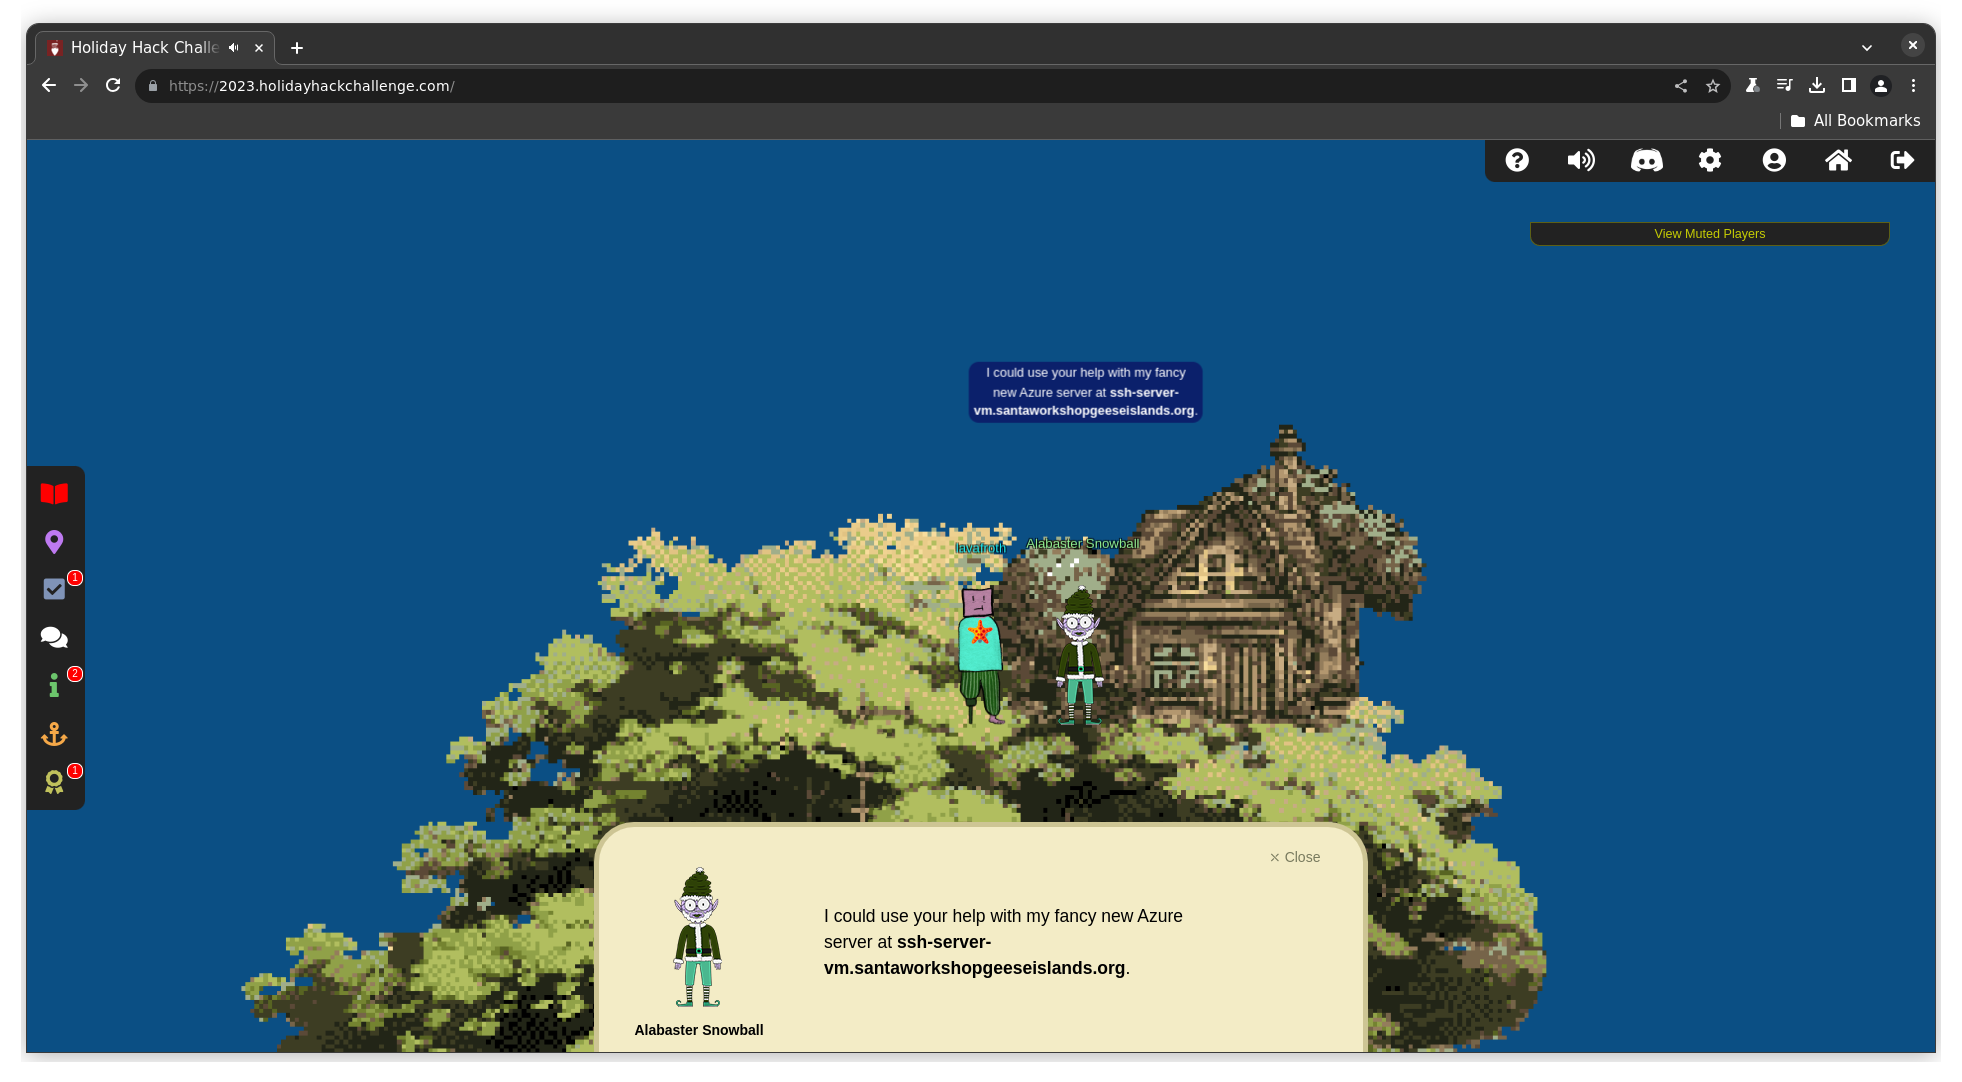 Holiday Hack Challe
https://2023.holidayhackchallenge.com/
All Bookmarks
View Muted Players
I could use your help with my fancy
new Azure server at ssh-server-
vm.santaworkshopgeeseislands.org.
lavafroth
Alabaster Snowball
1
2
1
× Close
I could use your help with my fancy new Azure
server at ssh-server-
vm.santaworkshopgeeseislands.org.
Alabaster Snowball